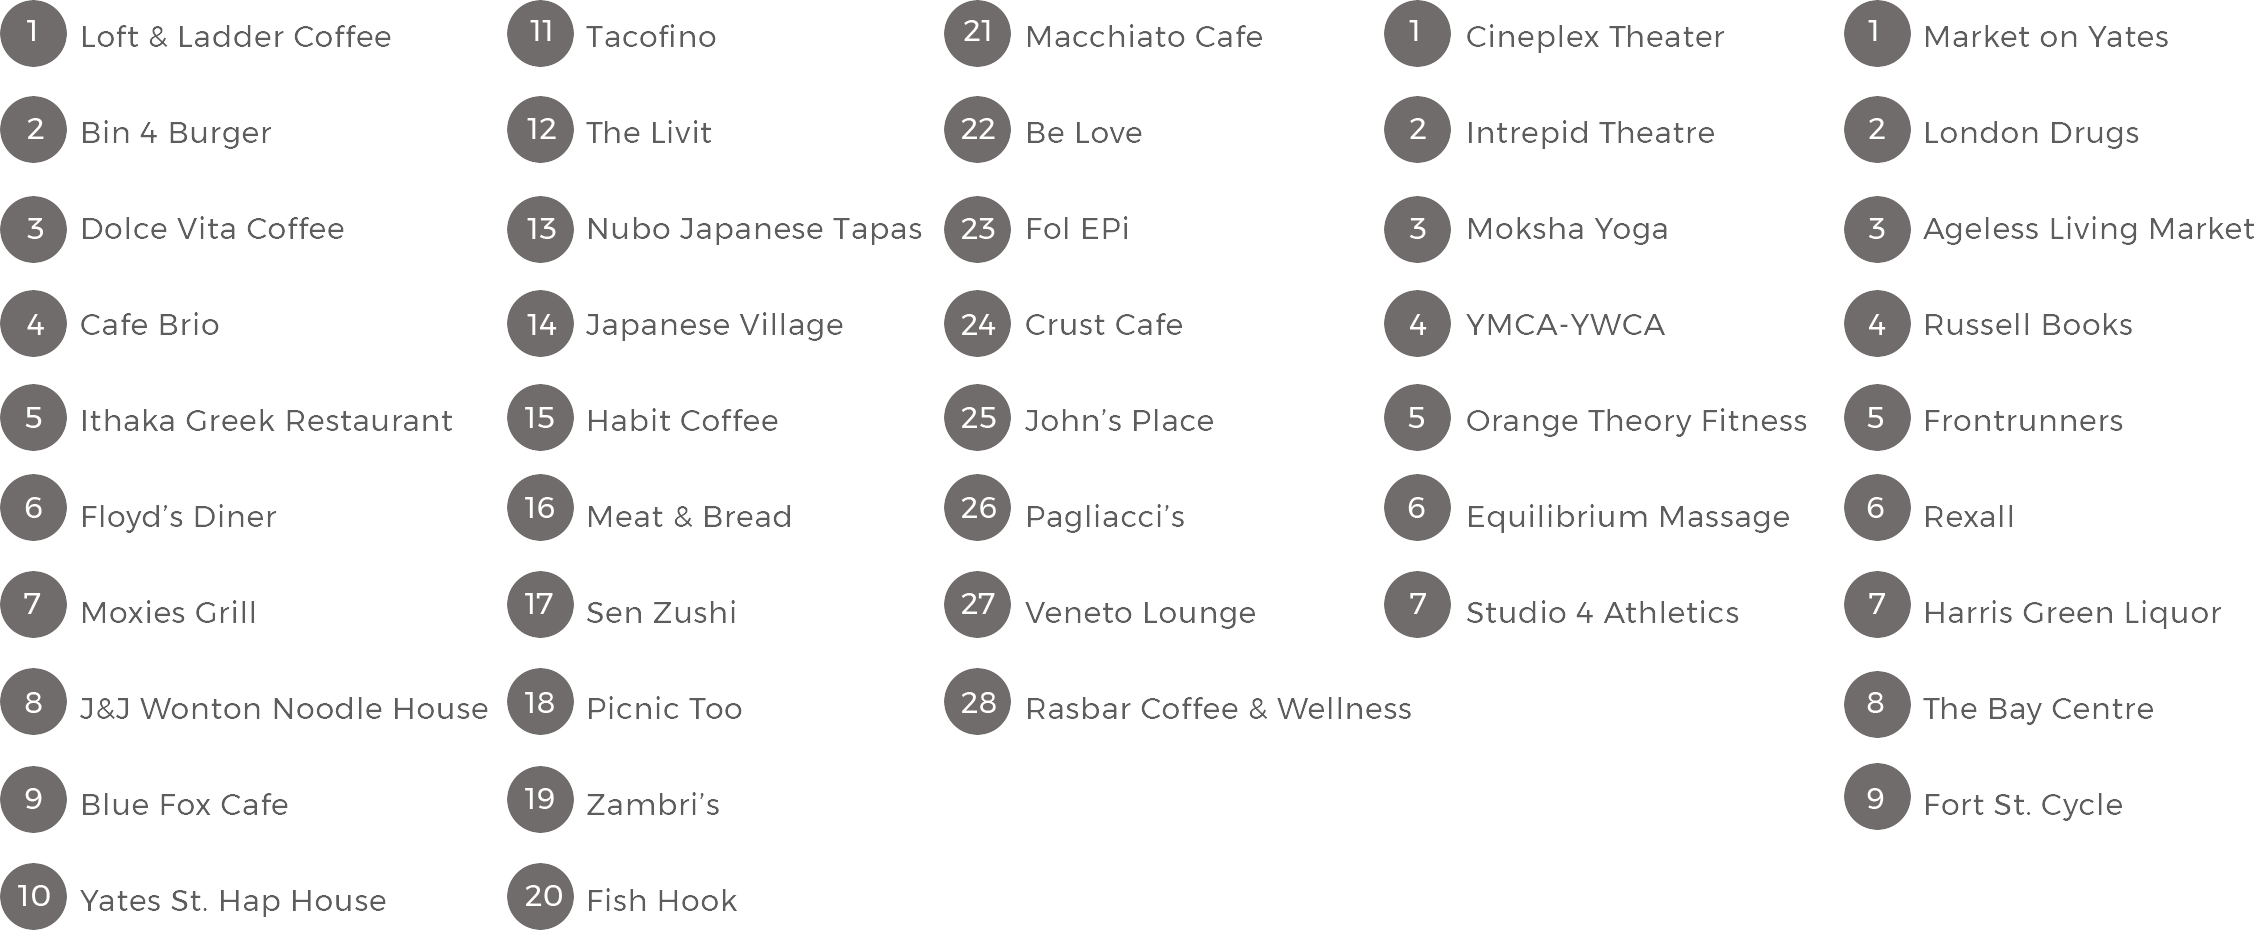 1 Loft & Ladder Coffee
2 Bin 4 Burger
3 Dolce Vita Coffee
4 Cafe Brio
5 Ithaka Greek Restaurant
6 Floyd’s Diner
7 Moxies Grill
8 J&J Wonton Noodle House
9 Blue Fox Cafe
10 Yates St. Hap House
11 Tacofino
12 The Livit
13 Nubo Japanese Tapas
14 Japanese Village
15 Habit Coffee
16 Meat & Bread
17 Sen Zushi
18 Picnic Too
19 Zambri’s
20 Fish Hook
21 Macchiato Cafe
22 Be Love
23 Fol EPi
24 Crust Cafe
25 John’s Place
26 Pagliacci’s
27 Veneto Lounge
28 Rasbar Coffee & Wellness
1 Cineplex Theater
2 Intrepid Theatre
3 Moksha Yoga
4 YMCA-YWCA
5 Orange Theory Fitness
6 Equilibrium Massage
7 Studio 4 Athletics
1 Market on Yates
2 London Drugs
3 Ageless Living Market
4 Russell Books
5 Frontrunners
6 Rexall
7 Harris Green Liquor
8 The Bay Centre
9 Fort St. Cycle